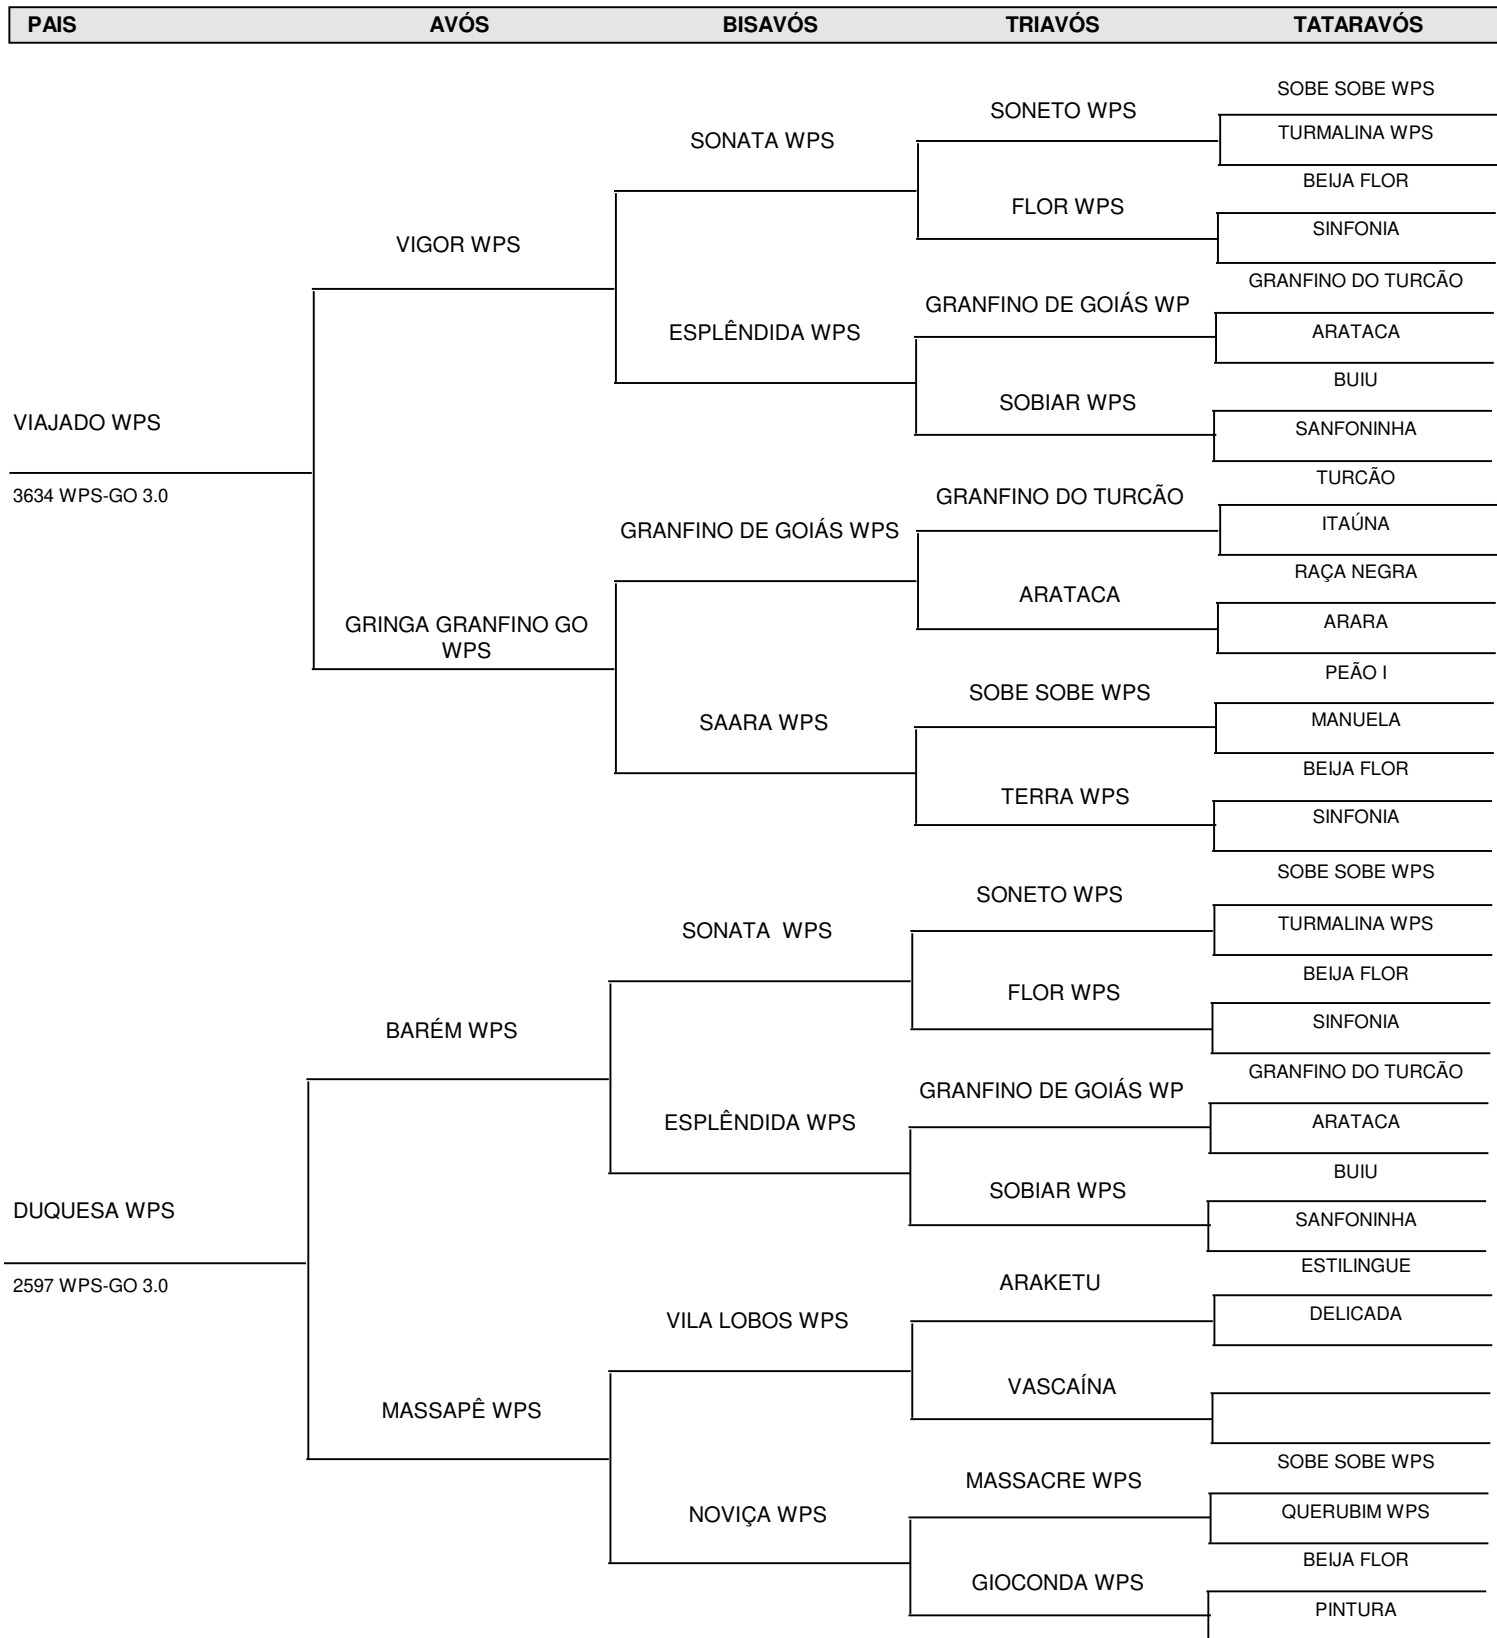 PAIS AVÓS BISAVÓS TRIAVÓS TATARAVÓS
SOBE SOBE WPS
SONETO WPS
TURMALINA WPS
SONATA WPS
BEIJA FLOR
FLOR WPS
SINFONIA
VIGOR WPS
GRANFINO DO TURCÃO
GRANFINO DE GOIÁS WP
ARATACA
ESPLÊNDIDA WPS
BUIU
SOBIAR WPS
SANFONINHA
VIAJADO WPS
3634 WPS-GO 3.0
TURCÃO
GRANFINO DO TURCÃO
ITAÚNA
GRANFINO DE GOIÁS WPS
RAÇA NEGRA
ARATACA
ARARA
GRINGA GRANFINO GO
WPS
PEÃO I
SOBE SOBE WPS
MANUELA
SAARA WPS
BEIJA FLOR
TERRA WPS
SINFONIA
SOBE SOBE WPS
SONETO WPS
TURMALINA WPS
SONATA  WPS
BEIJA FLOR
FLOR WPS
SINFONIA
BARÉM WPS
GRANFINO DO TURCÃO
GRANFINO DE GOIÁS WP
ARATACA
ESPLÊNDIDA WPS
BUIU
SOBIAR WPS
SANFONINHA
DUQUESA WPS
2597 WPS-GO 3.0
ESTILINGUE
ARAKETU
DELICADA
VILA LOBOS WPS
VASCAÍNA
MASSAPÊ WPS
SOBE SOBE WPS
MASSACRE WPS
QUERUBIM WPS
NOVIÇA WPS
BEIJA FLOR
GIOCONDA WPS
PINTURA